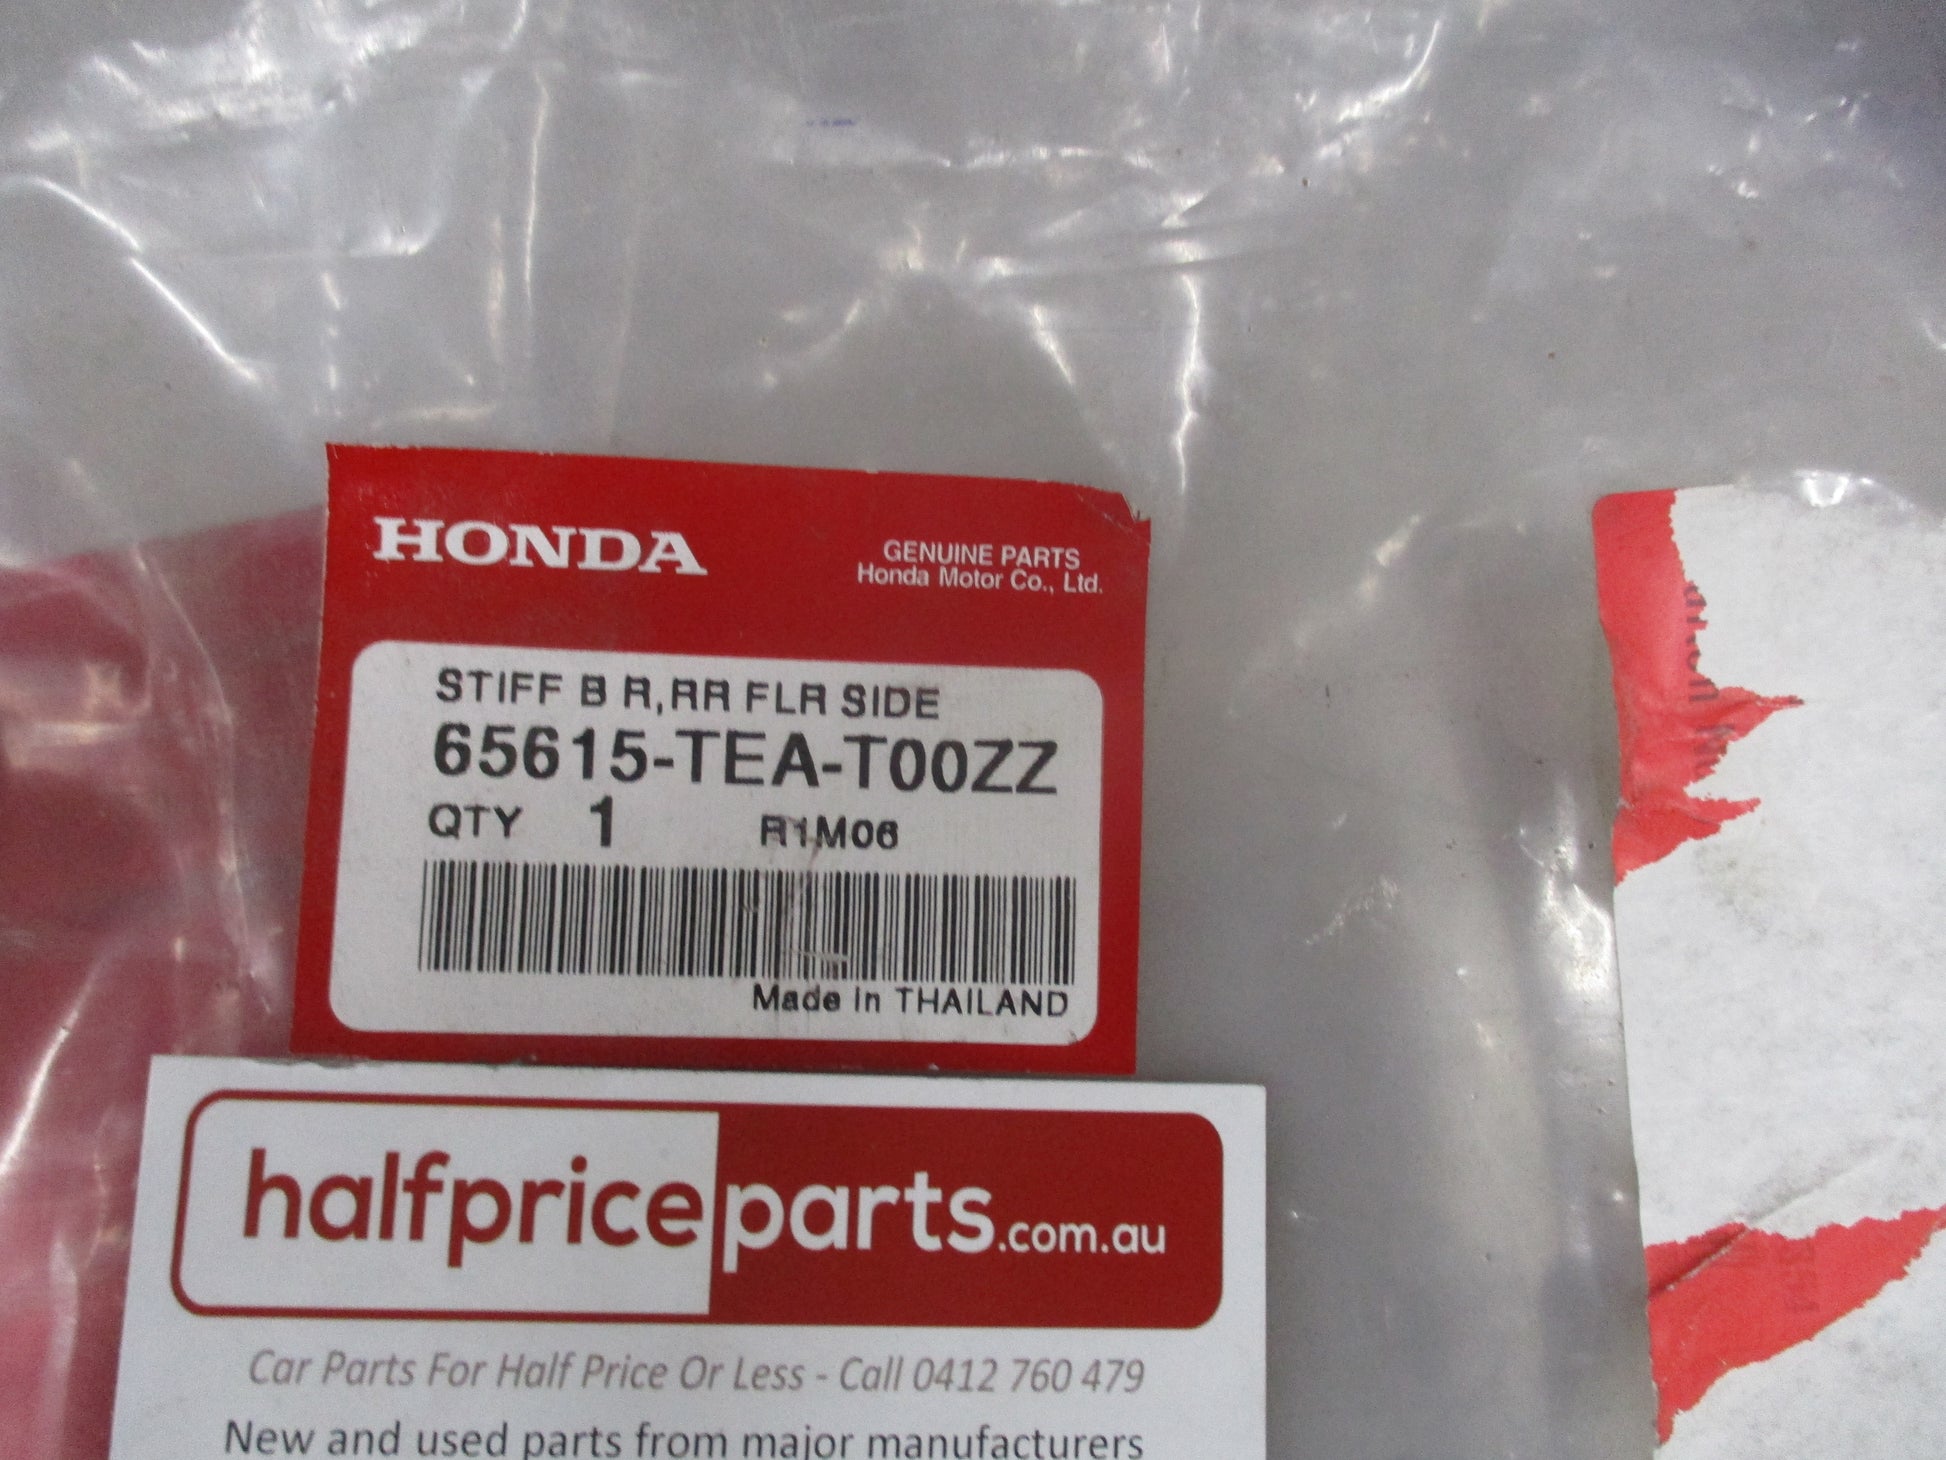 HONDA
GENUINE PARTS
Honda Motor Co., Ltd.
STIFF B R,RR FLR SIDE
65615-TEA-T00ZZ
QTY 1 R1M06
Made in THAILAND
halfpriceparts.com.au
Car Parts For Half Price Or Less - Call 0412 760 479
New and used parts from major manufacturers